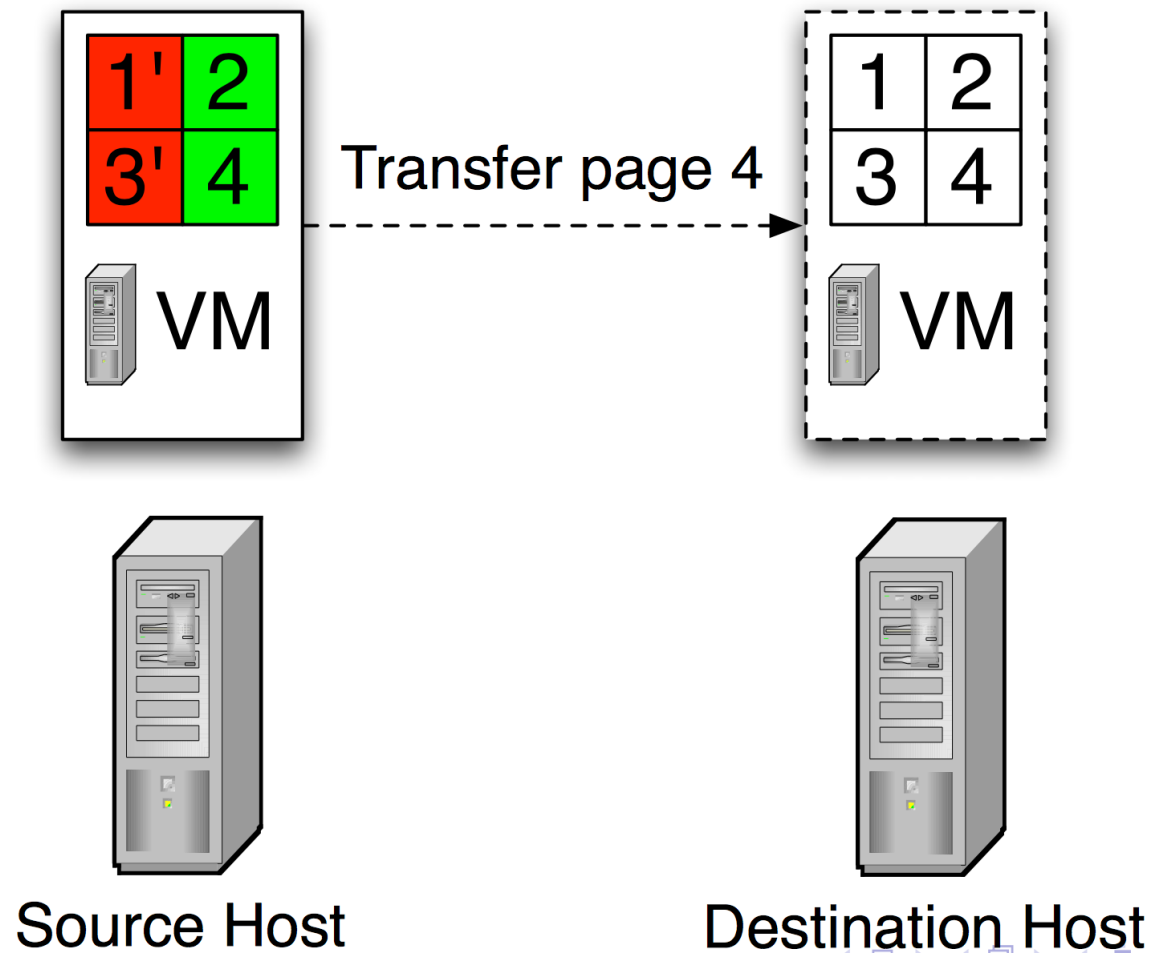 1' 2
3' 4
VM
Transfer page 4
1 2
3 4
VM
Source Host
Destination Host